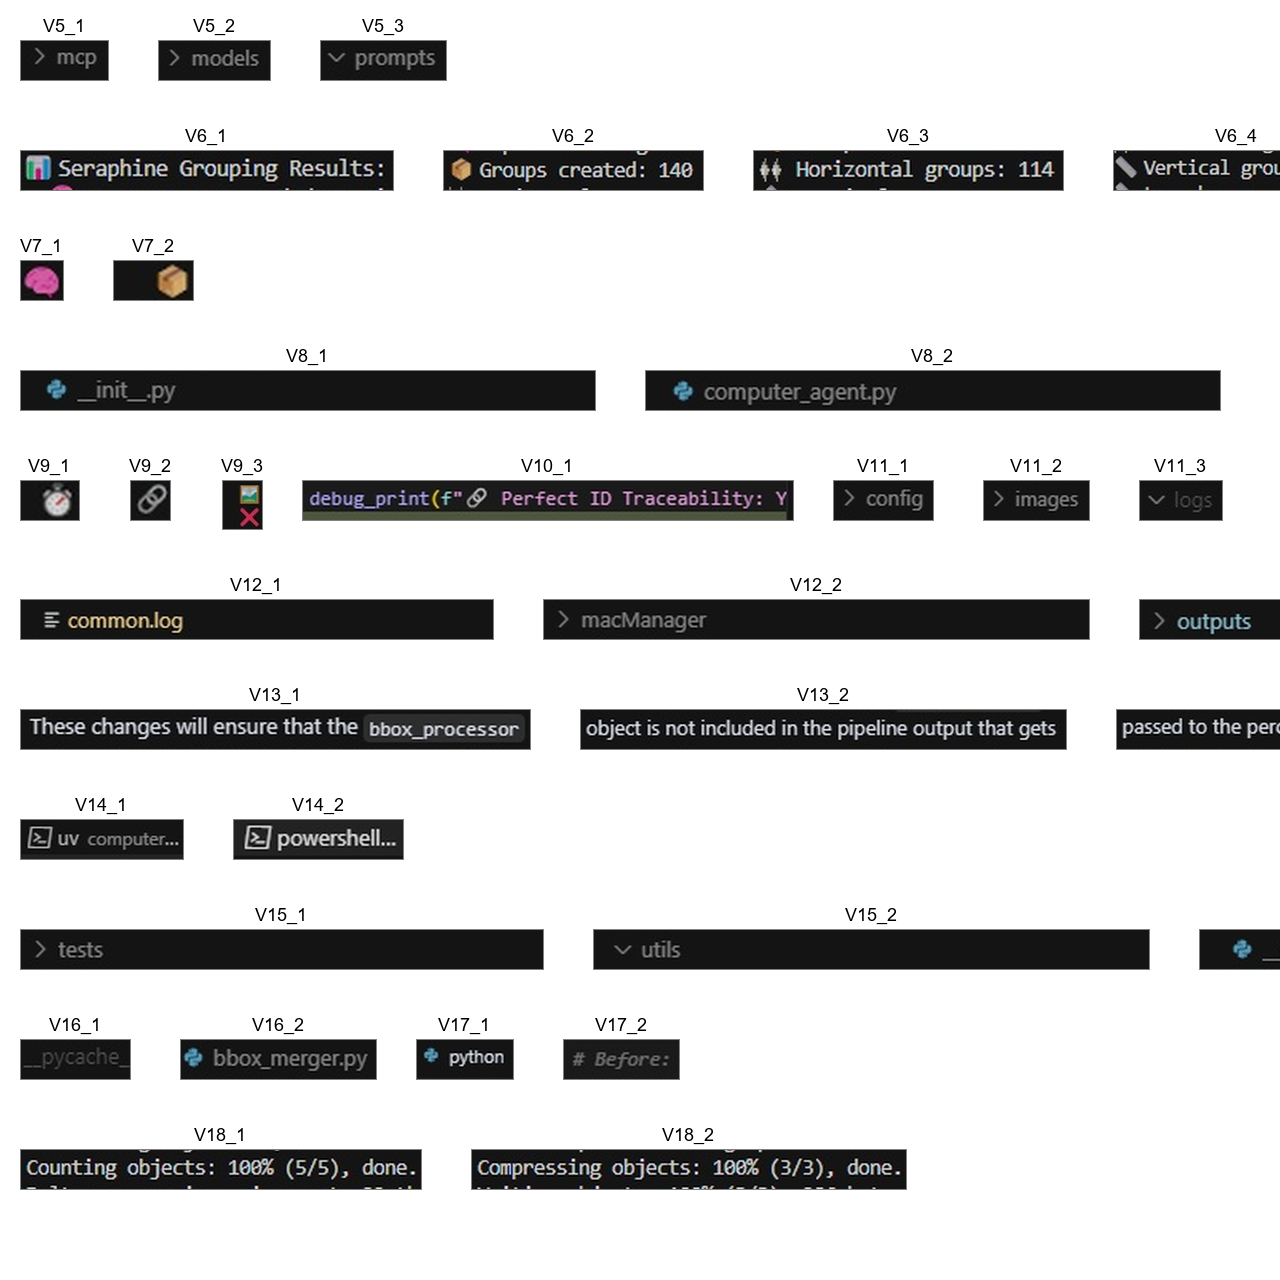 V5_1 V5_2 V5_3
mcp models prompts
V6_1 V6_2 V6_3 V6_4
Seraphine Grouping Results: Groups created: 140 Horizontal groups: 114 Vertical
V7_1 V7_2
V8_1 V8_2
__init__.py computer_agent.py
V9_1 V9_2 V9_3 V10_1 V11_1 V11_2 V11_3
debug_print(f"🔗 Perfect ID Traceability: Y config images logs
V12_1 V12_2
common.log macManager outputs
V13_1 V13_2
These changes will ensure that the bbox_processor object is not included in the pipeline output that gets passed to the
V14_1 V14_2
uv computer... powershell...
V15_1 V15_2
tests utils
V16_1 V16_2 V17_1 V17_2
__pycache_ bbox_merger.py python # Before:
V18_1 V18_2
Counting objects: 100% (5/5), done. Compressing objects: 100% (3/3), done.